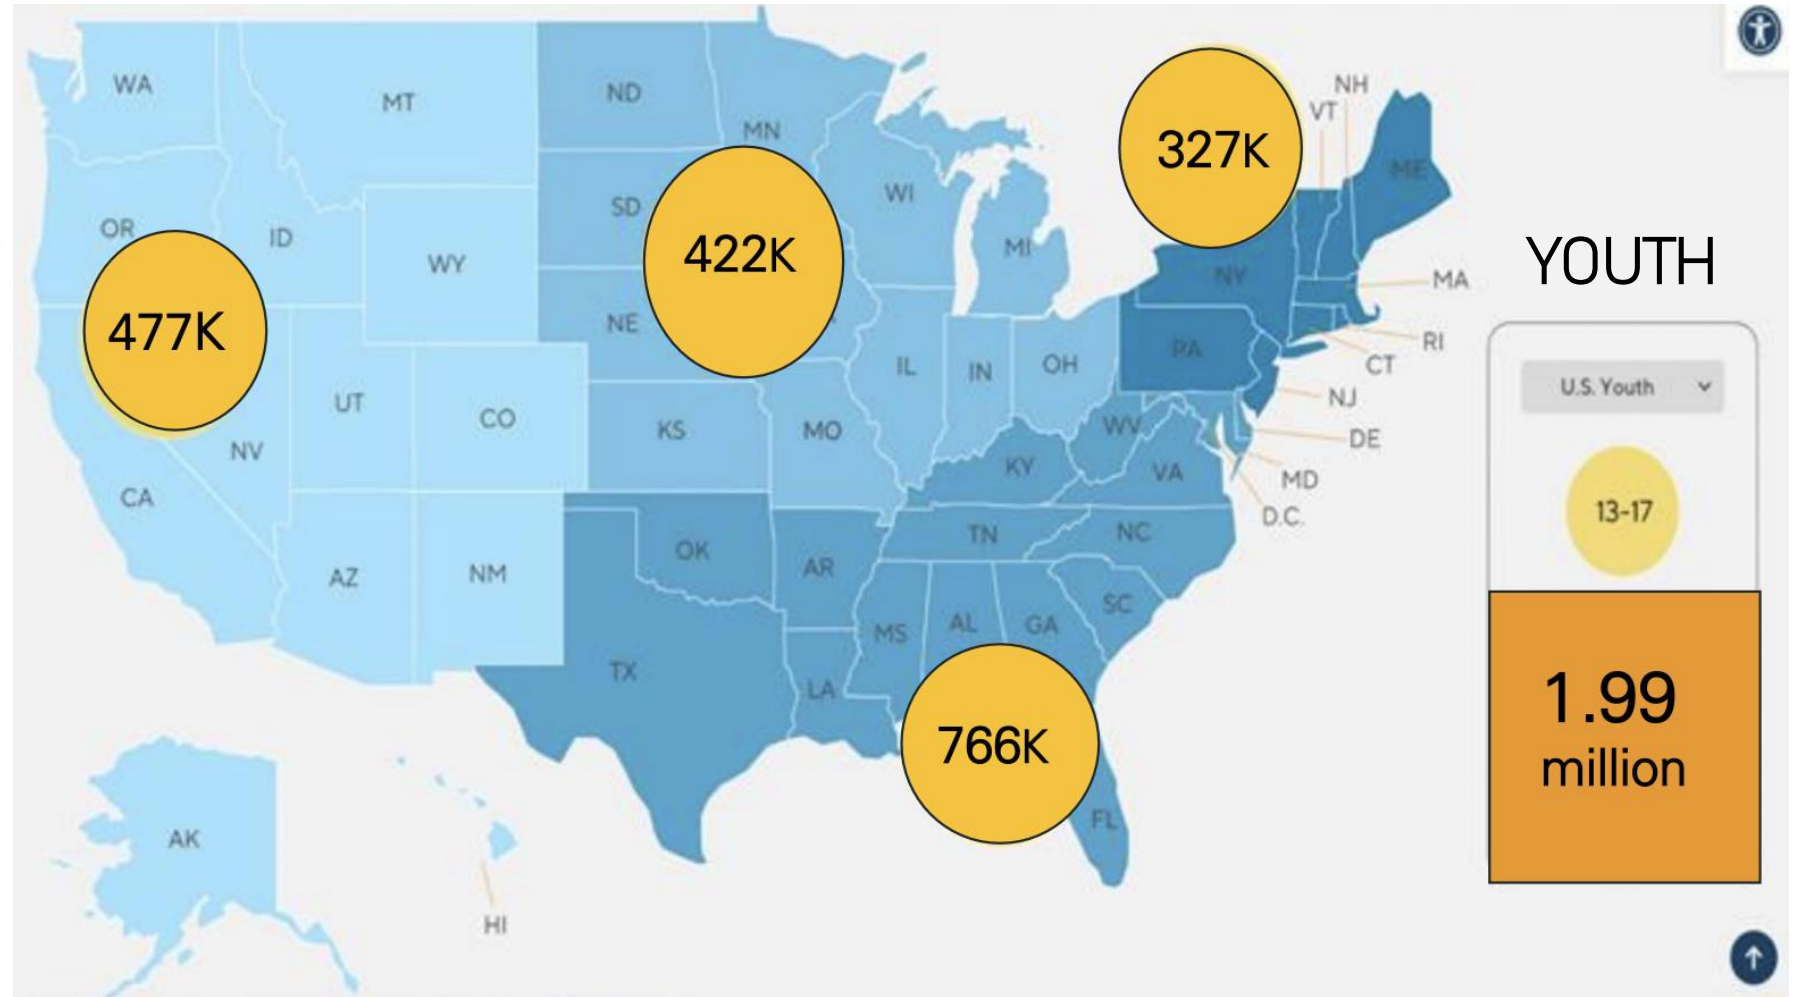 WA
MT
ND
MN
NH
VT
ME
327K
OR
ID
WY
SD
WI
MI
422K
NY
MA
YOUTH
477K
NE
IL
IN
OH
PA
RI
CT
NJ
UT
CO
NV
KS
MO
WV
KY
VA
DE
MD
D.C.
U.S. Youth
13-17
CA
AZ
NM
OK
AR
TN
NC
SC
MS
AL
GA
TX
LA
766K
FL
1.99
million
AK
HI